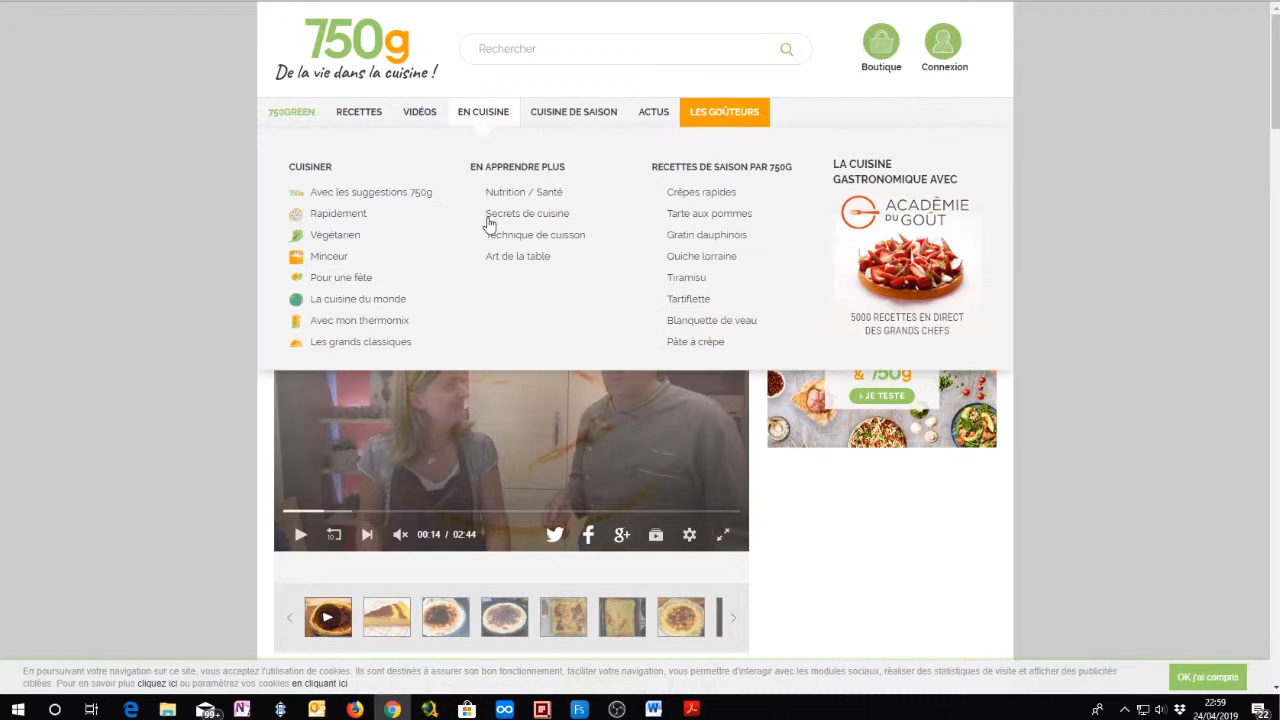 750g
De la vie dans la cuisine !
Rechercher
Boutique
Connexion
750GREEN
RECETTES
VIDÉOS
EN CUISINE
CUISINE DE SAISON
ACTUS
LES GOÛTEURS
CUISINER
750g
Avec les suggestions 750g
Rapidement
Végétarien
Minceur
Pour une fête
La cuisine du monde
Avec mon thermomix
Les grands classiques
EN APPRENDRE PLUS
Nutrition / Santé
Secrets de cuisine
Technique de cuisson
Art de la table
RECETTES DE SAISON PAR 750G
Crêpes rapides
Tarte aux pommes
Gratin dauphinois
Quiche lorraine
Tiramisu
Tartiflette
Blanquette de veau
Pâte à crêpe
LA CUISINE
GASTRONOMIQUE AVEC
ACADÉMIE
DU GOÛT
5000 RECETTES EN DIRECT
DES GRANDS CHEFS
& 750g
> JE TESTE
10
00:14 / 02:44
g+
En poursuivant votre navigation sur ce site, vous acceptez l'utilisation de cookies. Ils sont destinés à assurer son bon fonctionnement, faciliter votre navigation, vous permettre d'interagir avec les modules sociaux, réaliser des statistiques de visite et afficher des publicités
ciblées. Pour en savoir plus cliquez ici ou paramétrez vos cookies en cliquant ici
OK j'ai compris
99+
22:59
24/04/2019
22